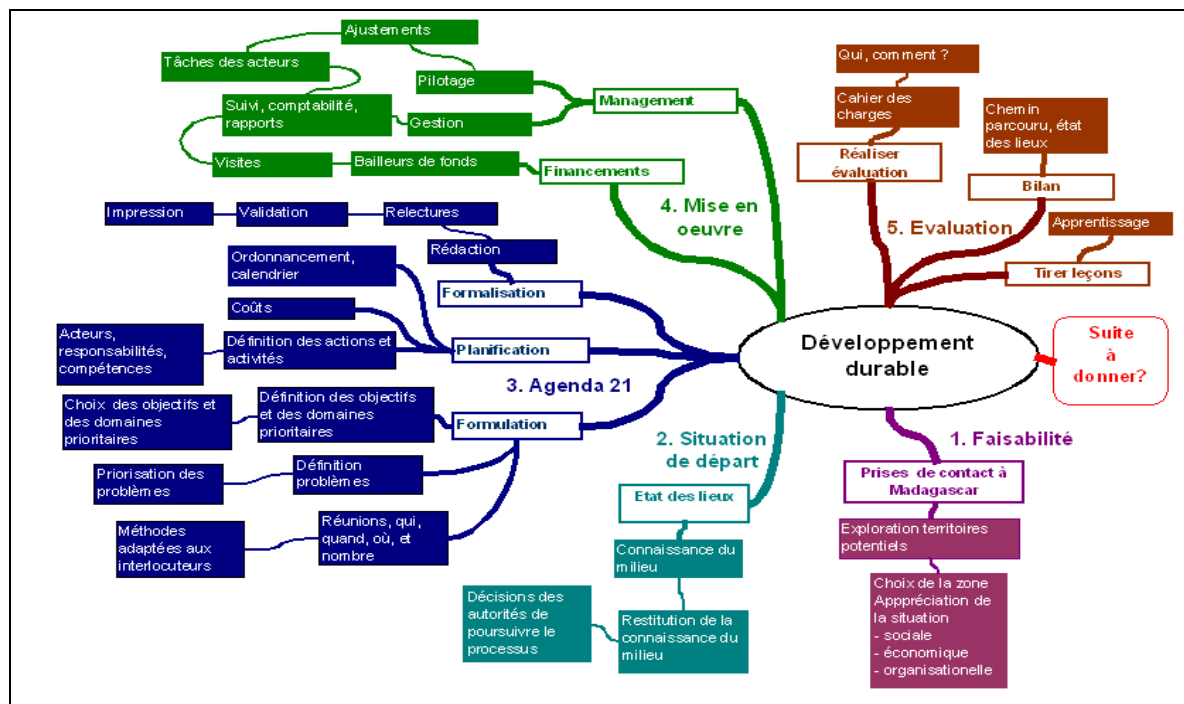 Ajustements
Tâches des acteurs
Pilotage
Suivi, comptabilité,
rapports
Gestion
Management
Visites
Bailleurs de fonds
Financements
4. Mise en
oeuvre
Qui, comment ?
Cahier des
charges
Réaliser
évaluation
Chemin
parcouru, état
des lieux
Bilan
5. Evaluation
Apprentissage
Tirer leçons
Impression
Validation
Relectures
Rédaction
Formalisation
Ordonnancement,
calendrier
Coûts
Acteurs,
responsabilités,
compétences
Définition des actions et
activités
Planification
3. Agenda 21
Choix des objectifs et
des domaines
prioritaires
Définition des objectifs
et des domaines
prioritaires
Formulation
Priorisation des
problèmes
Définition
problèmes
Méthodes
adaptées aux
interlocuteurs
Réunions, qui,
quand, où, et
nombre
Développement
durable
Suite
à
donner?
2. Situation
de départ
Etat des lieux
Connaissance du
milieu
Restitution de la
connaissance du
milieu
Décisions des
autorités de
poursuivre le
processus
1. Faisabilité
Prises de contact à
Madagascar
Exploration territoires
potentiels
Choix de la zone
Apppréciation de
la situation
- sociale
- économique
- organisationelle